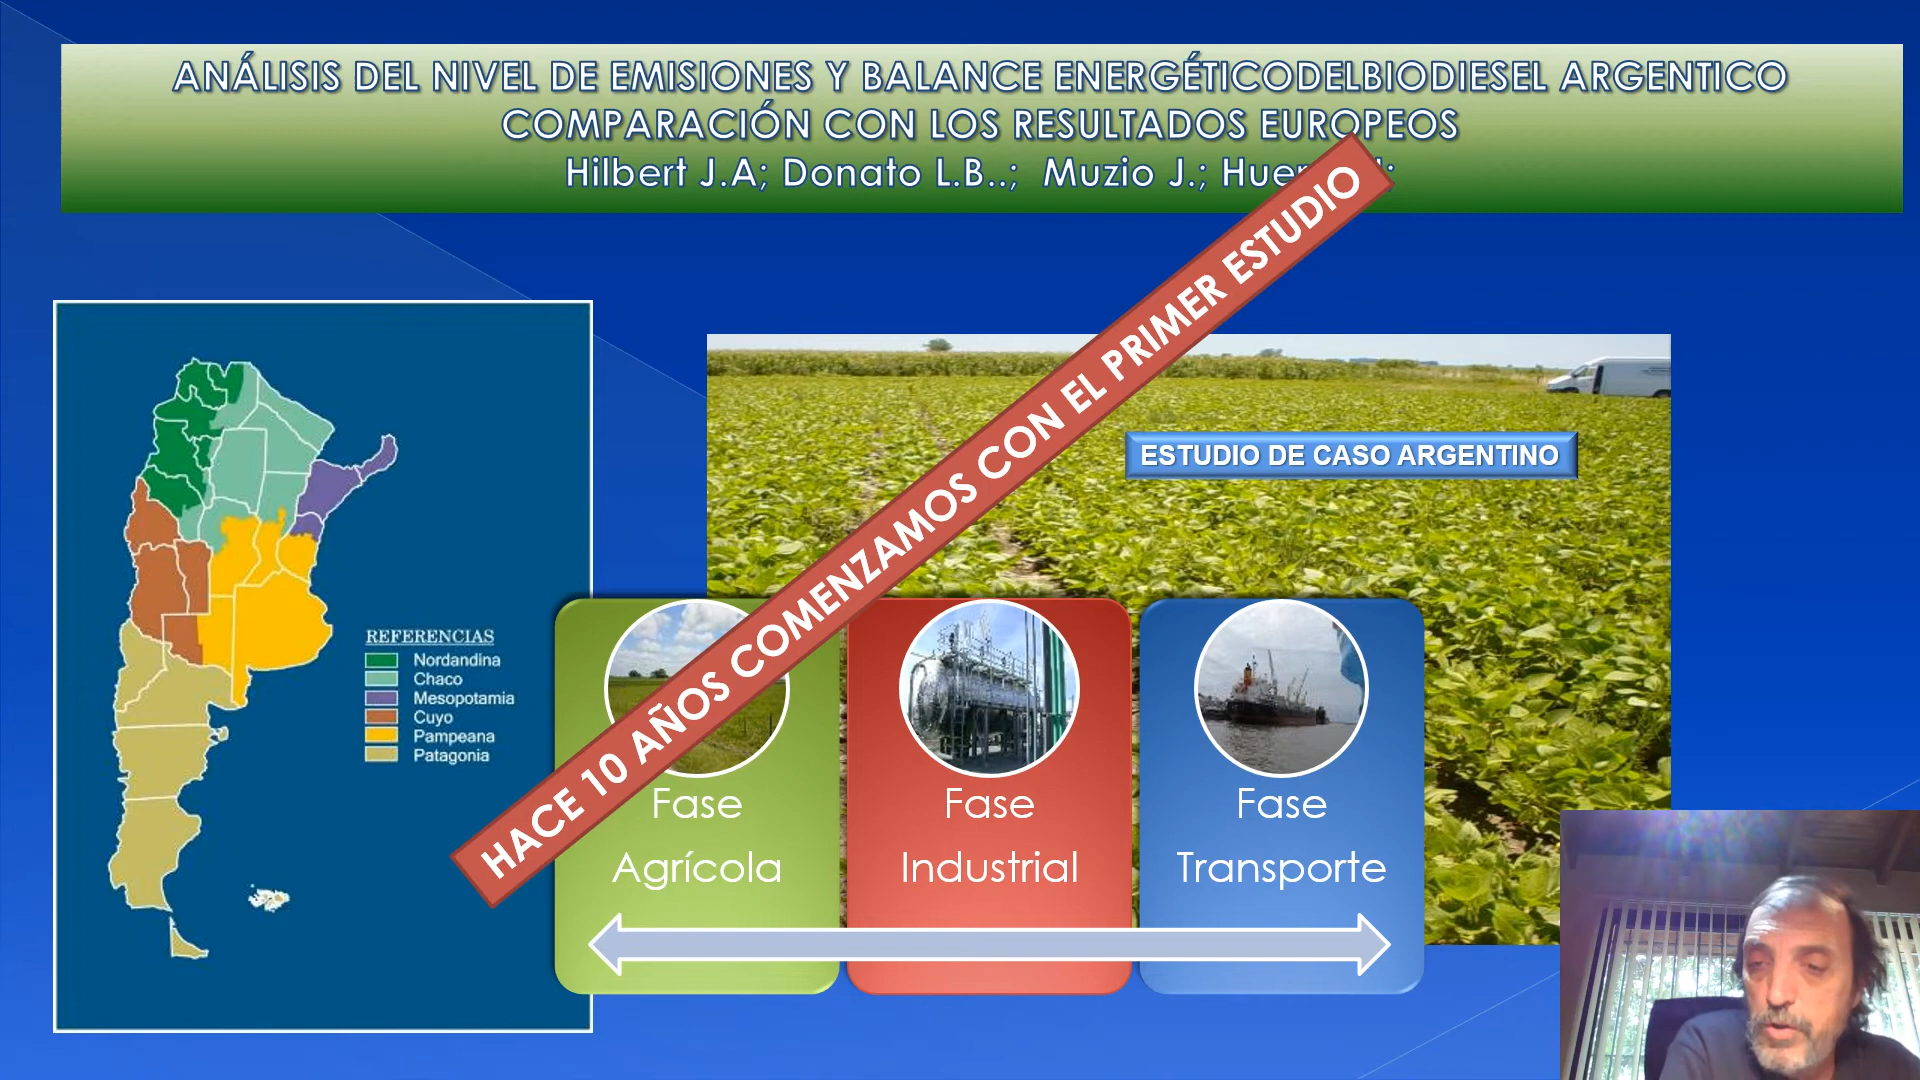 ANÁLISIS DEL NIVEL DE EMISIONES Y BALANCE ENERGÉTICODELBIODIESEL ARGENTICO
COMPARACIÓN CON LOS RESULTADOS EUROPEOS
Hilbert J.A; Donato L.B..; Muzio J.;
HACE 10 AÑOS COMENZAMOS CON EL PRIMER ESTUDIO
ESTUDIO DE CASO ARGENTINO
REFERENCIAS
Nordandina
Chaco
Mesopotamia
Cuyo
Pampeana
Patagonia
Fase
Agrícola
Fase
Industrial
Fase
Transporte